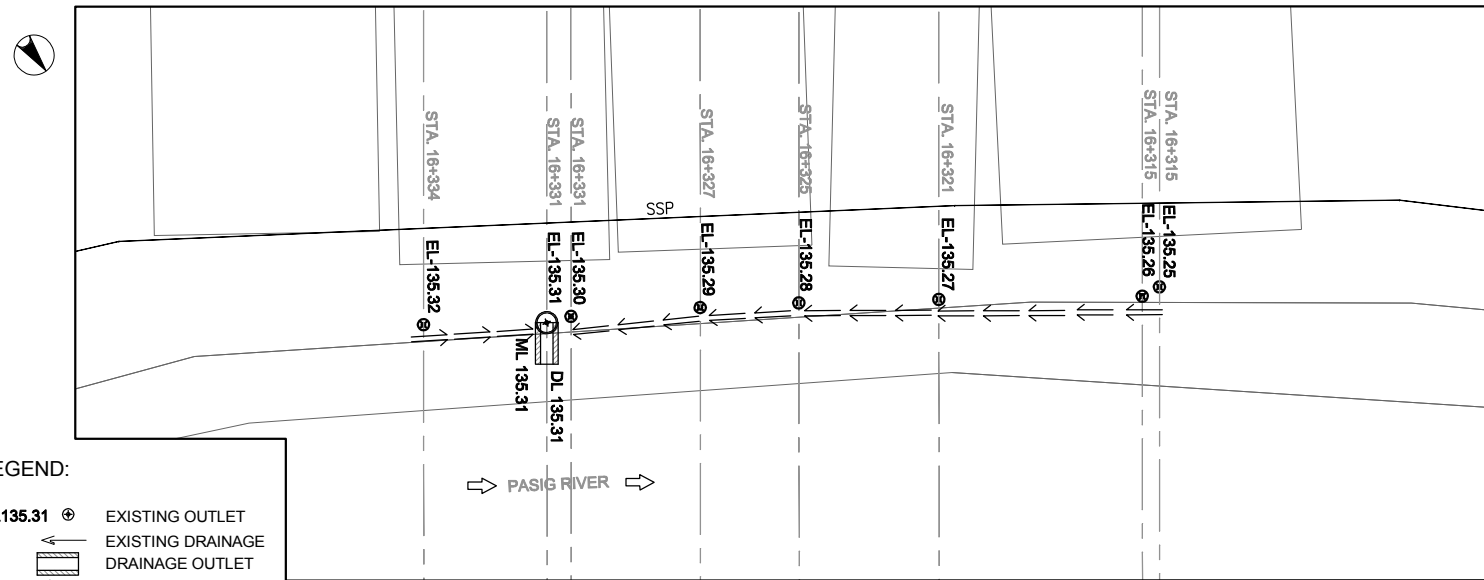 STA. 16+334
STA. 16+331
STA. 16+331
STA. 16+327
STA. 16+325
STA. 16+321
STA. 16+315
STA. 16+315
SSP
EL-135.32
EL-135.31
EL-135.30
EL-135.29
EL-135.28
EL-135.27
EL-135.26
EL-135.25
ML 135.31
DL 135.31
PASIG RIVER
EGEND:
.135.31 EXISTING OUTLET
EXISTING DRAINAGE
DRAINAGE OUTLET